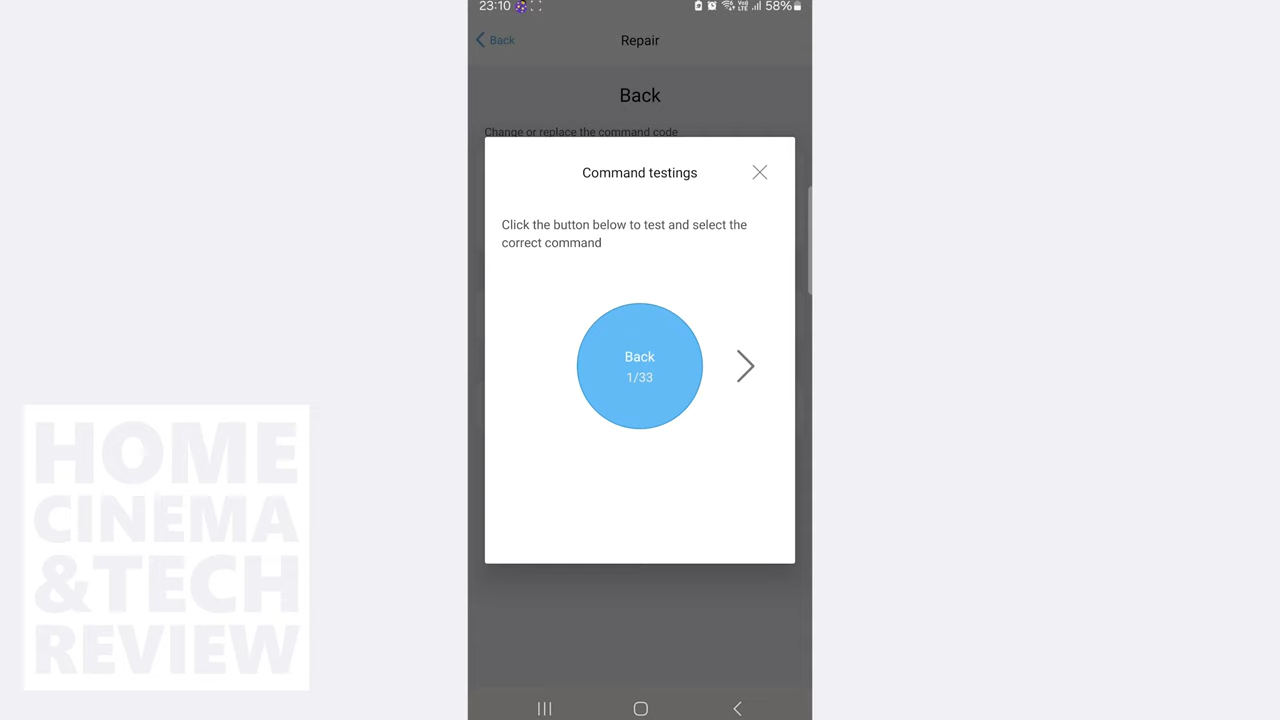 23:10
58%
Back
Repair
Back
Change or replace the command code
Command testings
Click the button below to test and select the
correct command
Back
1/33
HOME
CINEMA
&TECH
REVIEW